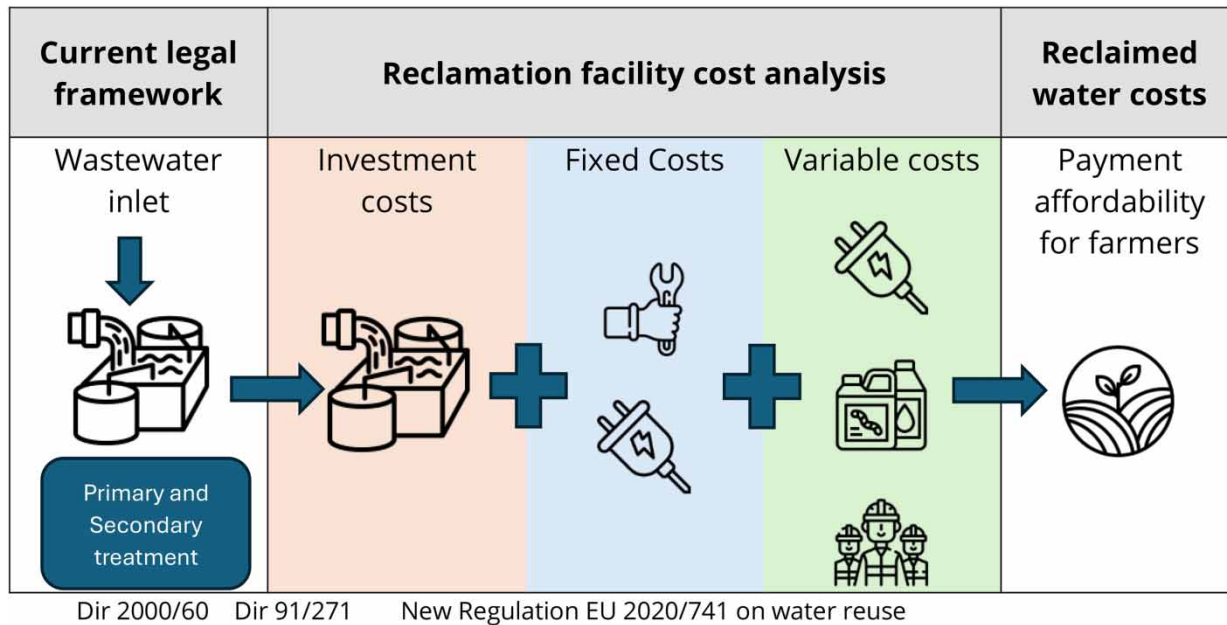 Current legal
framework
Reclamation facility cost analysis
Reclaimed
water costs
Wastewater
inlet
Investment
costs
Fixed Costs
Variable costs
Payment
affordability
for farmers
Primary and
Secondary
treatment
Dir 2000/60 Dir 91/271 New Regulation EU 2020/741 on water reuse